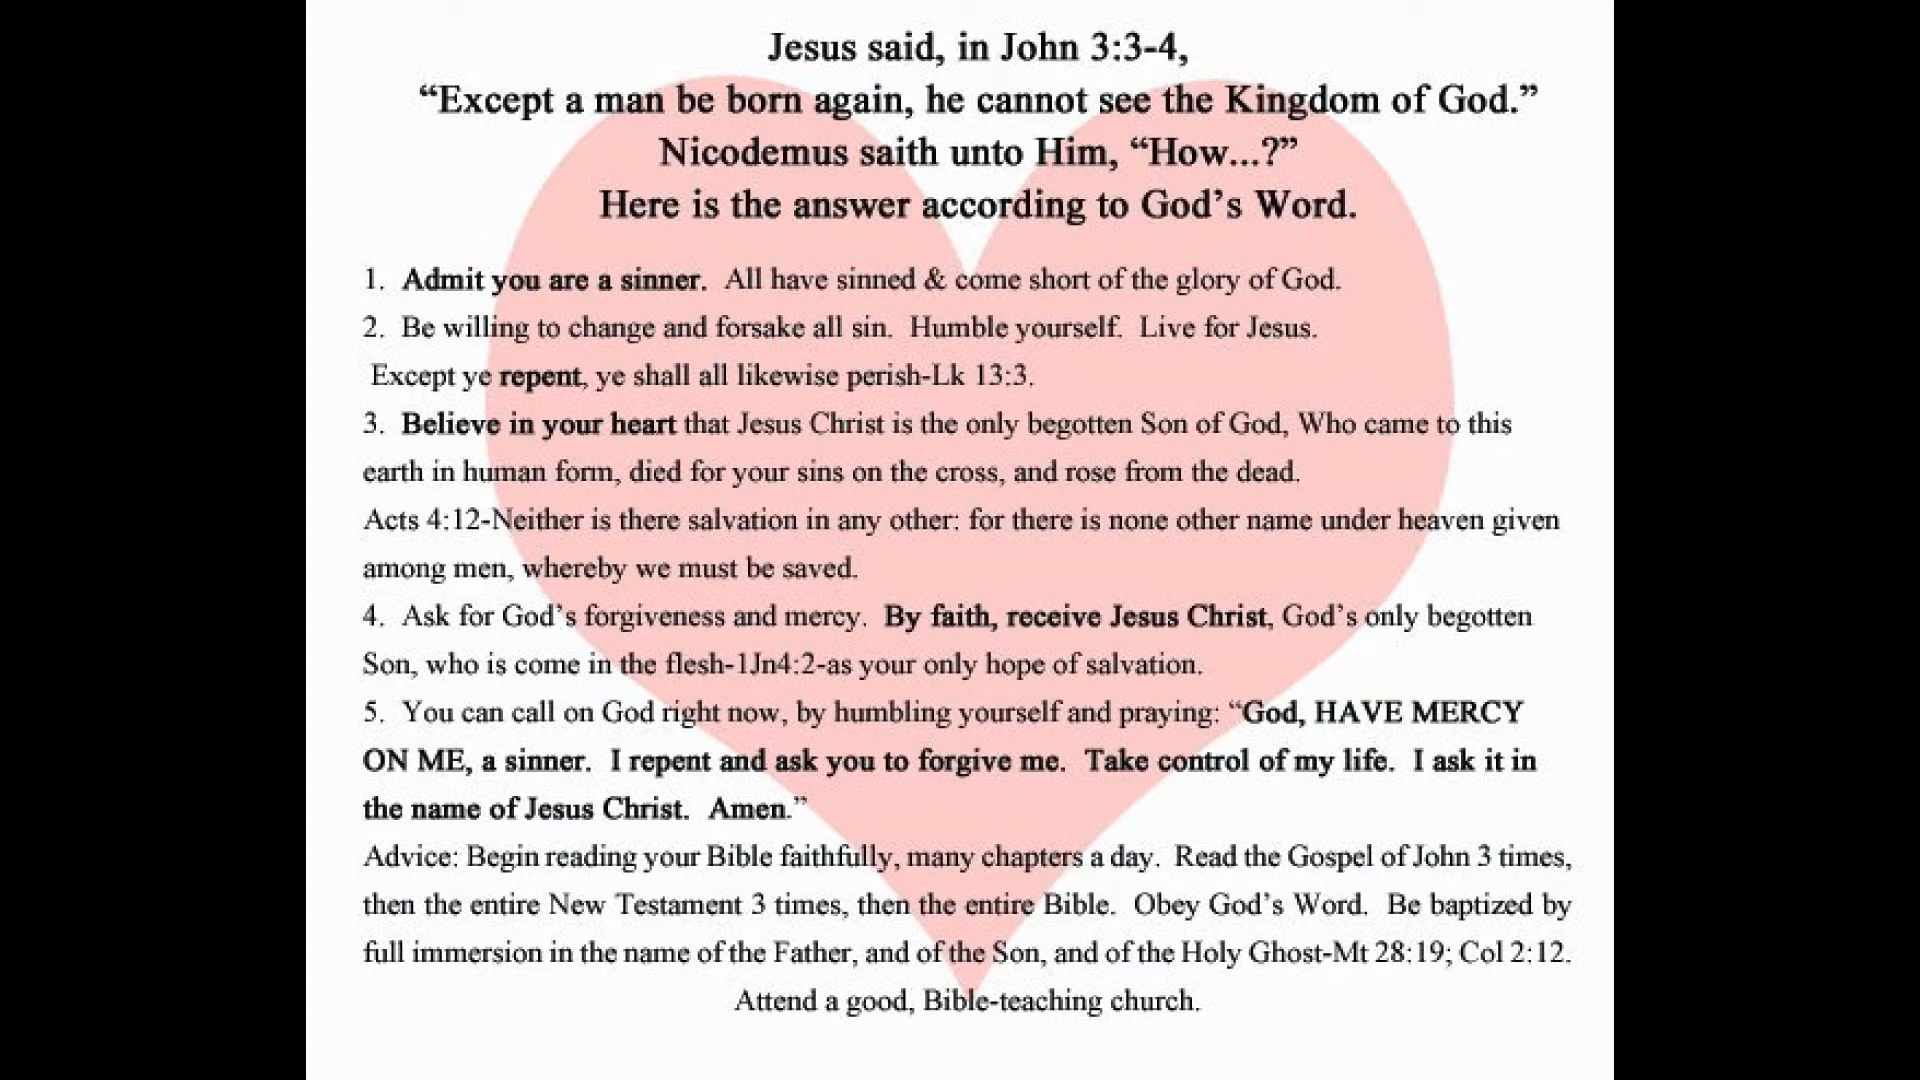 Jesus said, in John 3:3-4,
“Except a man be born again, he cannot see the Kingdom of God.”
Nicodemus saith unto Him, “How...?”
Here is the answer according to God’s Word.
1. Admit you are a sinner. All have sinned & come short of the glory of God.
2. Be willing to change and forsake all sin. Humble yourself. Live for Jesus.
Except ye repent, ye shall all likewise perish-Lk 13:3.
3. Believe in your heart that Jesus Christ is the only begotten Son of God, Who came to this
earth in human form, died for your sins on the cross, and rose from the dead.
Acts 4:12-Neither is there salvation in any other: for there is none other name under heaven given
among men, whereby we must be saved.
4. Ask for God’s forgiveness and mercy. By faith, receive Jesus Christ, God’s only begotten
Son, who is come in the flesh-1Jn4:2-as your only hope of salvation.
5. You can call on God right now, by humbling yourself and praying: “God, HAVE MERCY
ON ME, a sinner. I repent and ask you to forgive me. Take control of my life. I ask it in
the name of Jesus Christ. Amen.”
Advice: Begin reading your Bible faithfully, many chapters a day. Read the Gospel of John 3 times,
then the entire New Testament 3 times, then the entire Bible. Obey God’s Word. Be baptized by
full immersion in the name of the Father, and of the Son, and of the Holy Ghost-Mt 28:19; Col 2:12.
Attend a good, Bible-teaching church.